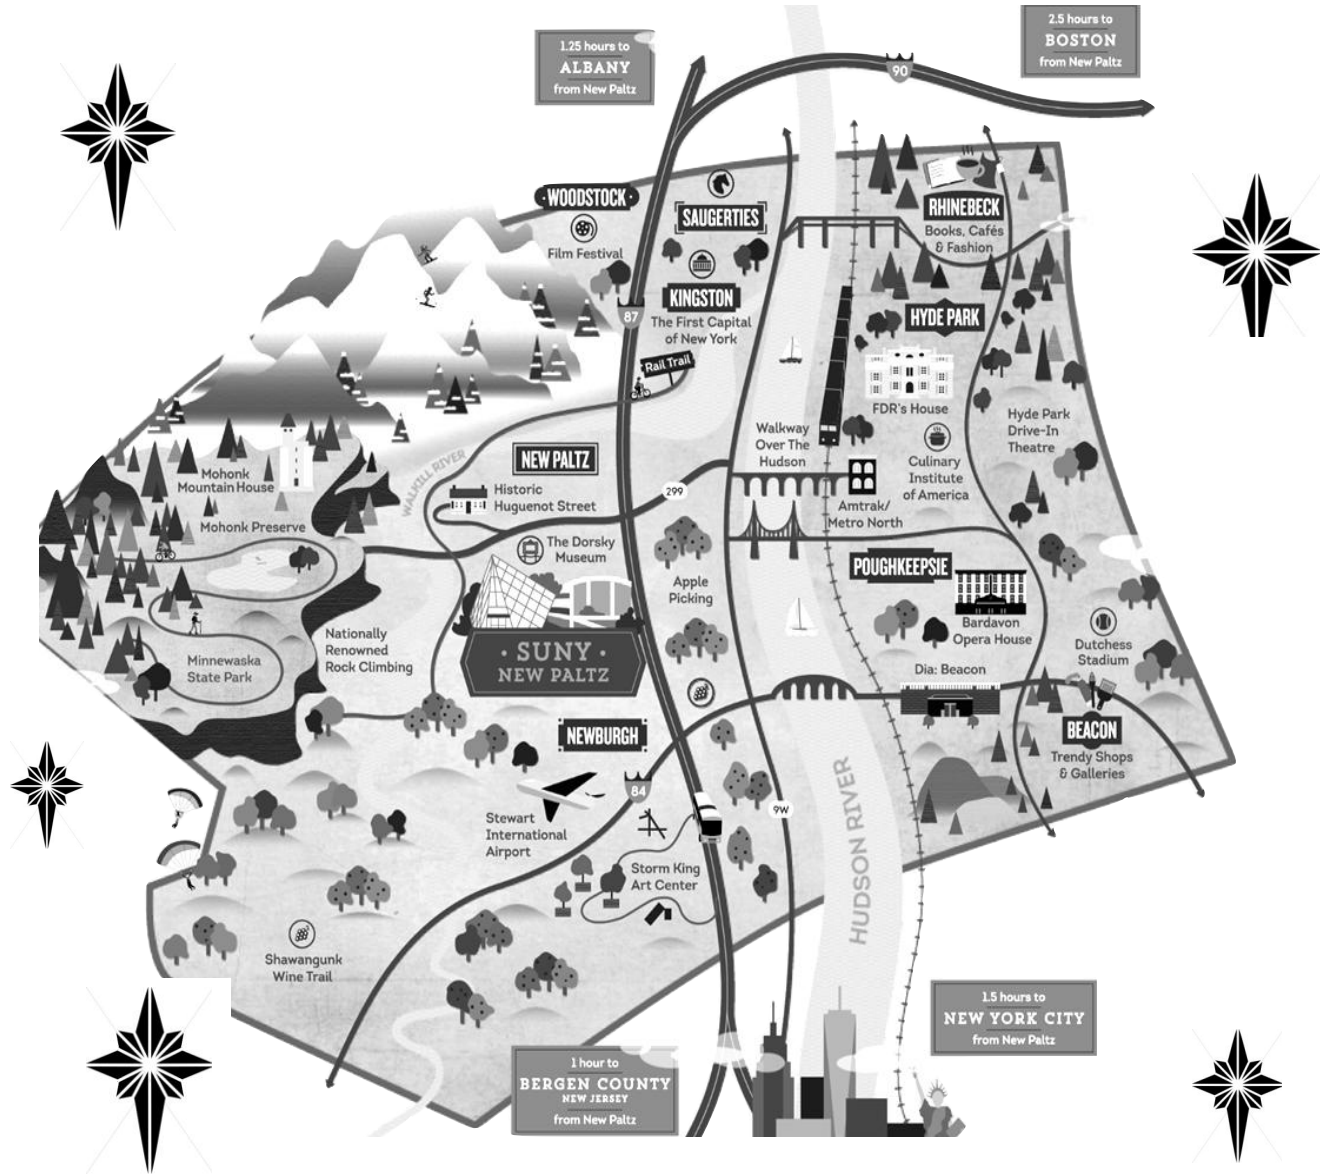 1.25 hours to
ALBANY
from New Paltz
2.5 hours to
BOSTON
from New Paltz
90
WOODSTOCK
Film Festival
SAUGERTIES
RHINEBECK
Books, Cafés
& Fashion
KINGSTON
The First Capital
of New York
87
HYDE PARK
Rail Trail
FDR's House
Hyde Park
Drive-In
Theatre
Walkway
Over The
Hudson
Culinary
Institute
of America
NEW PALTZ
WALKILL RIVER
Mohonk
Mountain House
Historic
Huguenot Street
299
Amtrak/
Metro North
Mohonk Preserve
The Dorsky
Museum
POUGHKEEPSIE
Apple
Picking
Bardavon
Opera House
Nationally
Renowned
Rock Climbing
SUNY
NEW PALTZ
Dutchess
Stadium
Minnewaska
State Park
Dia: Beacon
NEWBURGH
BEACON
Trendy Shops
& Galleries
84
9W
Stewart
International
Airport
HUDSON RIVER
Storm King
Art Center
Shawangunk
Wine Trail
1.5 hours to
NEW YORK CITY
from New Paltz
1 hour to
BERGEN COUNTY
NEW JERSEY
from New Paltz